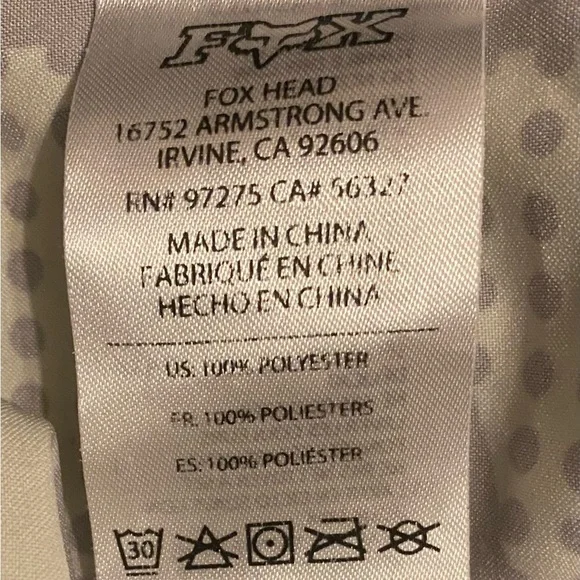 FOX
FOX HEAD
16752 ARMSTRONG AVE.
IRVINE, CA 92606
RN# 97275 CA# 56327
MADE IN CHINA
FABRIQUÉ EN CHINE
HECHO EN CHINA
US: 100% POLYESTER
FR: 100% POLIESTERS
ES: 100% POLIÉSTER
30